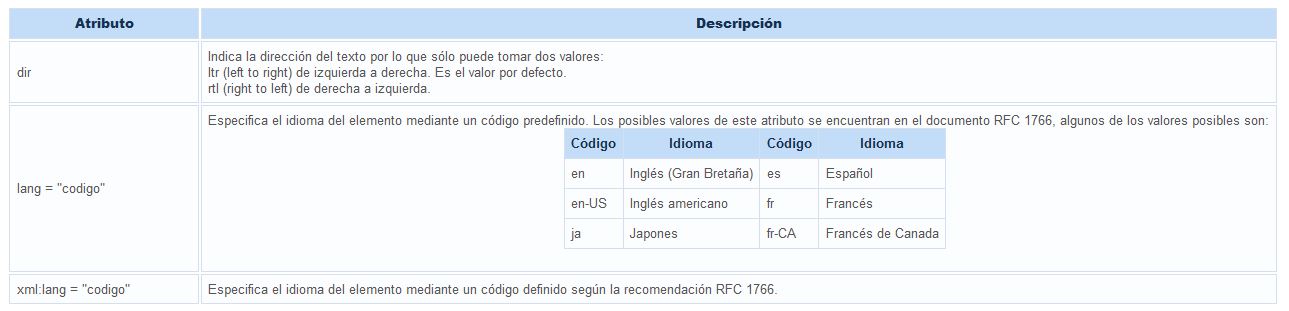 Atributo Descripción
dir
Indica la dirección del texto por lo que sólo puede tomar dos valores:
ltr (left to right) de izquierda a derecha. Es el valor por defecto.
rtl (right to left) de derecha a izquierda.
lang = "codigo"
Especifica el idioma del elemento mediante un código predefinido. Los posibles valores de este atributo se encuentran en el documento RFC 1766, algunos de los valores posibles son:
Código Idioma Código Idioma
en Inglés (Gran Bretaña) es Español
en-US Inglés americano fr Francés
ja Japones fr-CA Francés de Canada
xml:lang = "codigo" Especifica el idioma del elemento mediante un código definido según la recomendación RFC 1766.